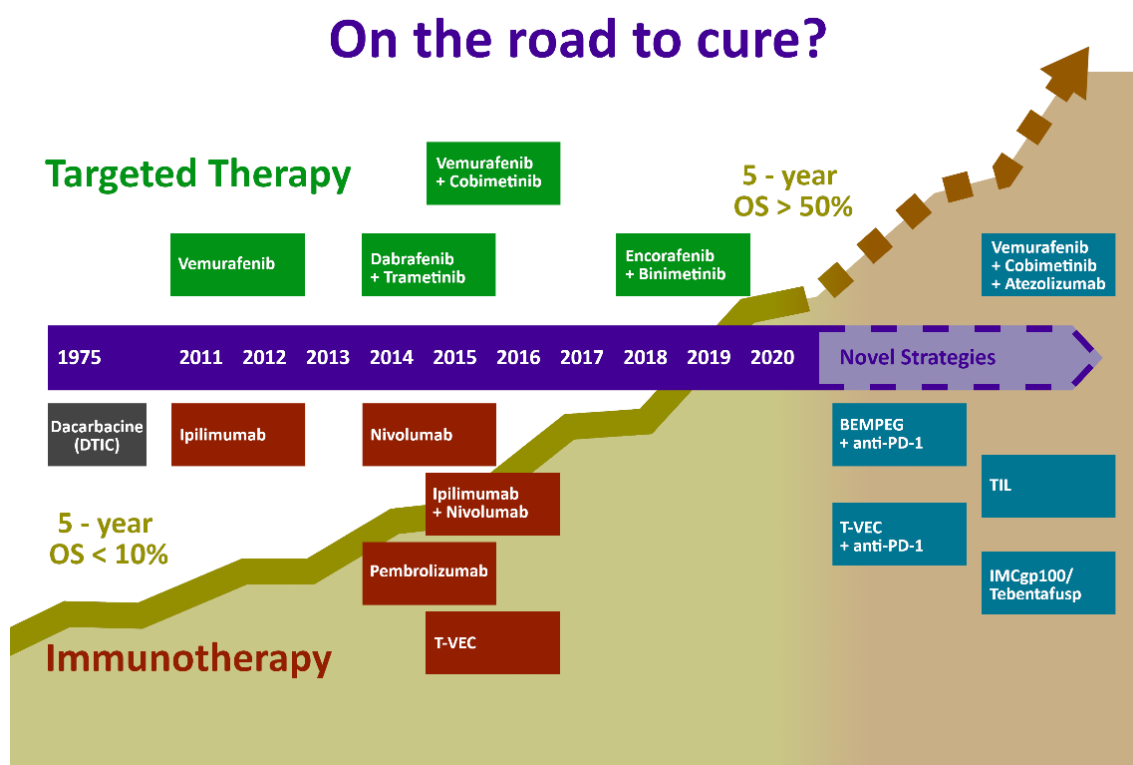 On the road to cure?
Targeted Therapy
Vemurafenib
+ Cobimetinib
5 - year
OS > 50%
Vemurafenib
Dabrafenib
+ Trametinib
Encorafenib
+ Binimetinib
Vemurafenib
+ Cobimetinib
+ Atezolizumab
1975 2011 2012 2013 2014 2015 2016 2017 2018 2019 2020 Novel Strategies
Dacarbacine
(DTIC)
Ipilimumab
Nivolumab
BEMPEG
+ anti-PD-1
Ipilimumab
+ Nivolumab
TIL
5 - year
OS < 10%
T-VEC
+ anti-PD-1
Pembrolizumab
IMCgp100/
Tebentafusp
T-VEC
Immunotherapy